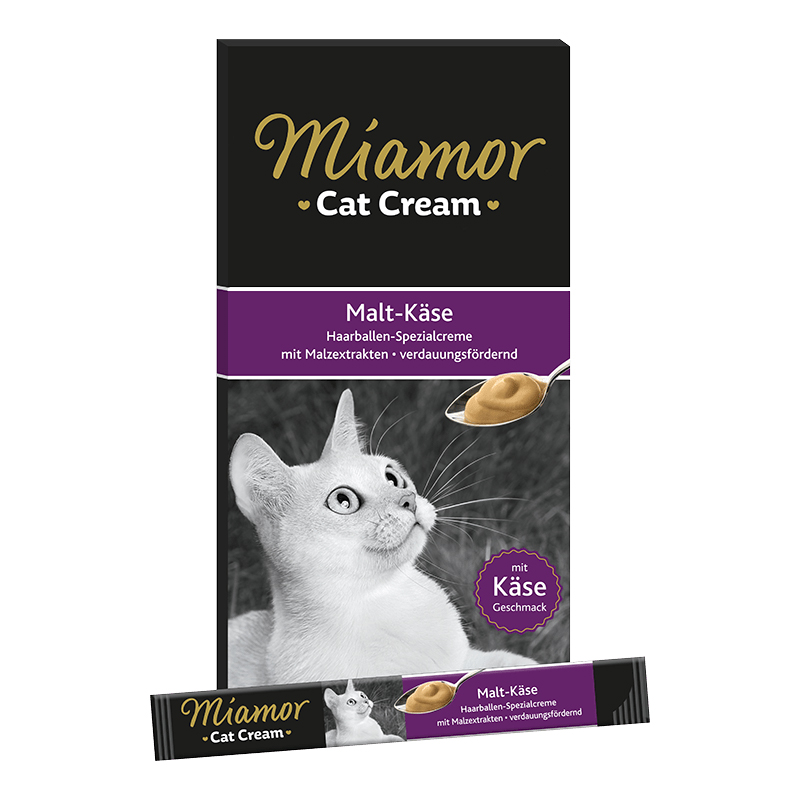 Miamor
Cat Cream
Malt-Käse
Haarballen-Spezialcreme
mit Malzextrakten • verdauungsfördernd
mit
Käse
Geschmack
Miamor
Cat Cream
Malt-Käse
Haarballen-Spezialcreme
mit Malzextrakten • verdauungsfördernd